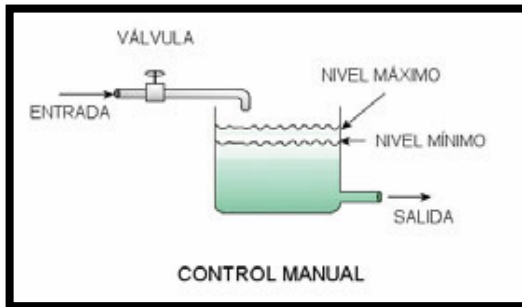 VÁLVULA
NIVEL MÁXIMO
ENTRADA
NIVEL MÍNIMO
SALIDA
CONTROL MANUAL